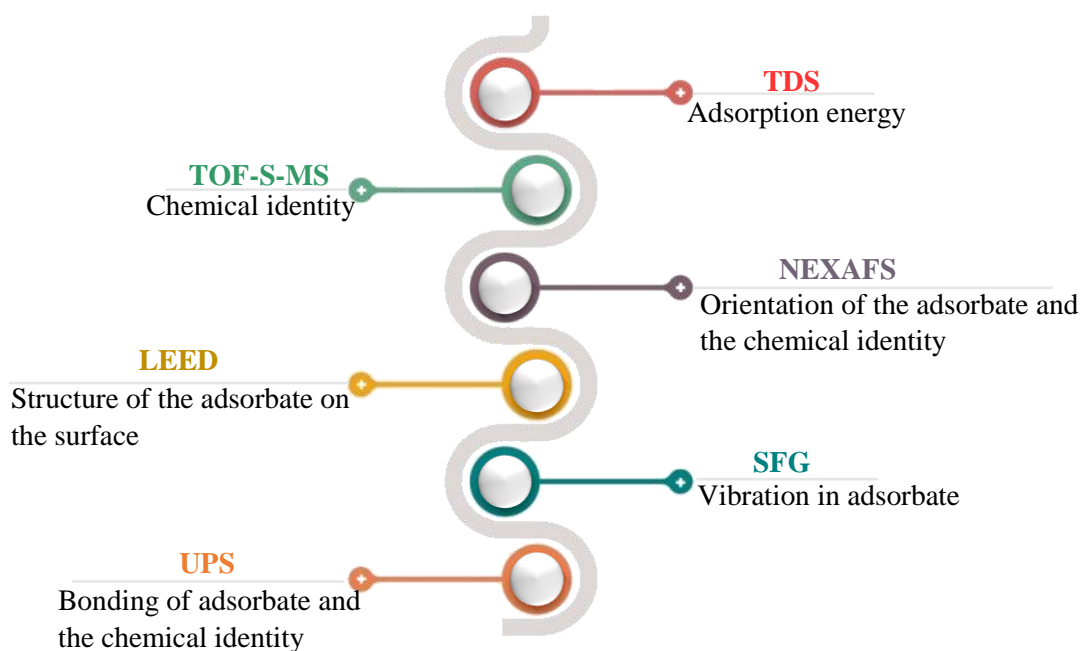 TDS
Adsorption energy
TOF-S-MS
Chemical identity
NEXAFS
Orientation of the adsorbate and
the chemical identity
LEED
Structure of the adsorbate on
the surface
SFG
Vibration in adsorbate
UPS
Bonding of adsorbate and
the chemical identity